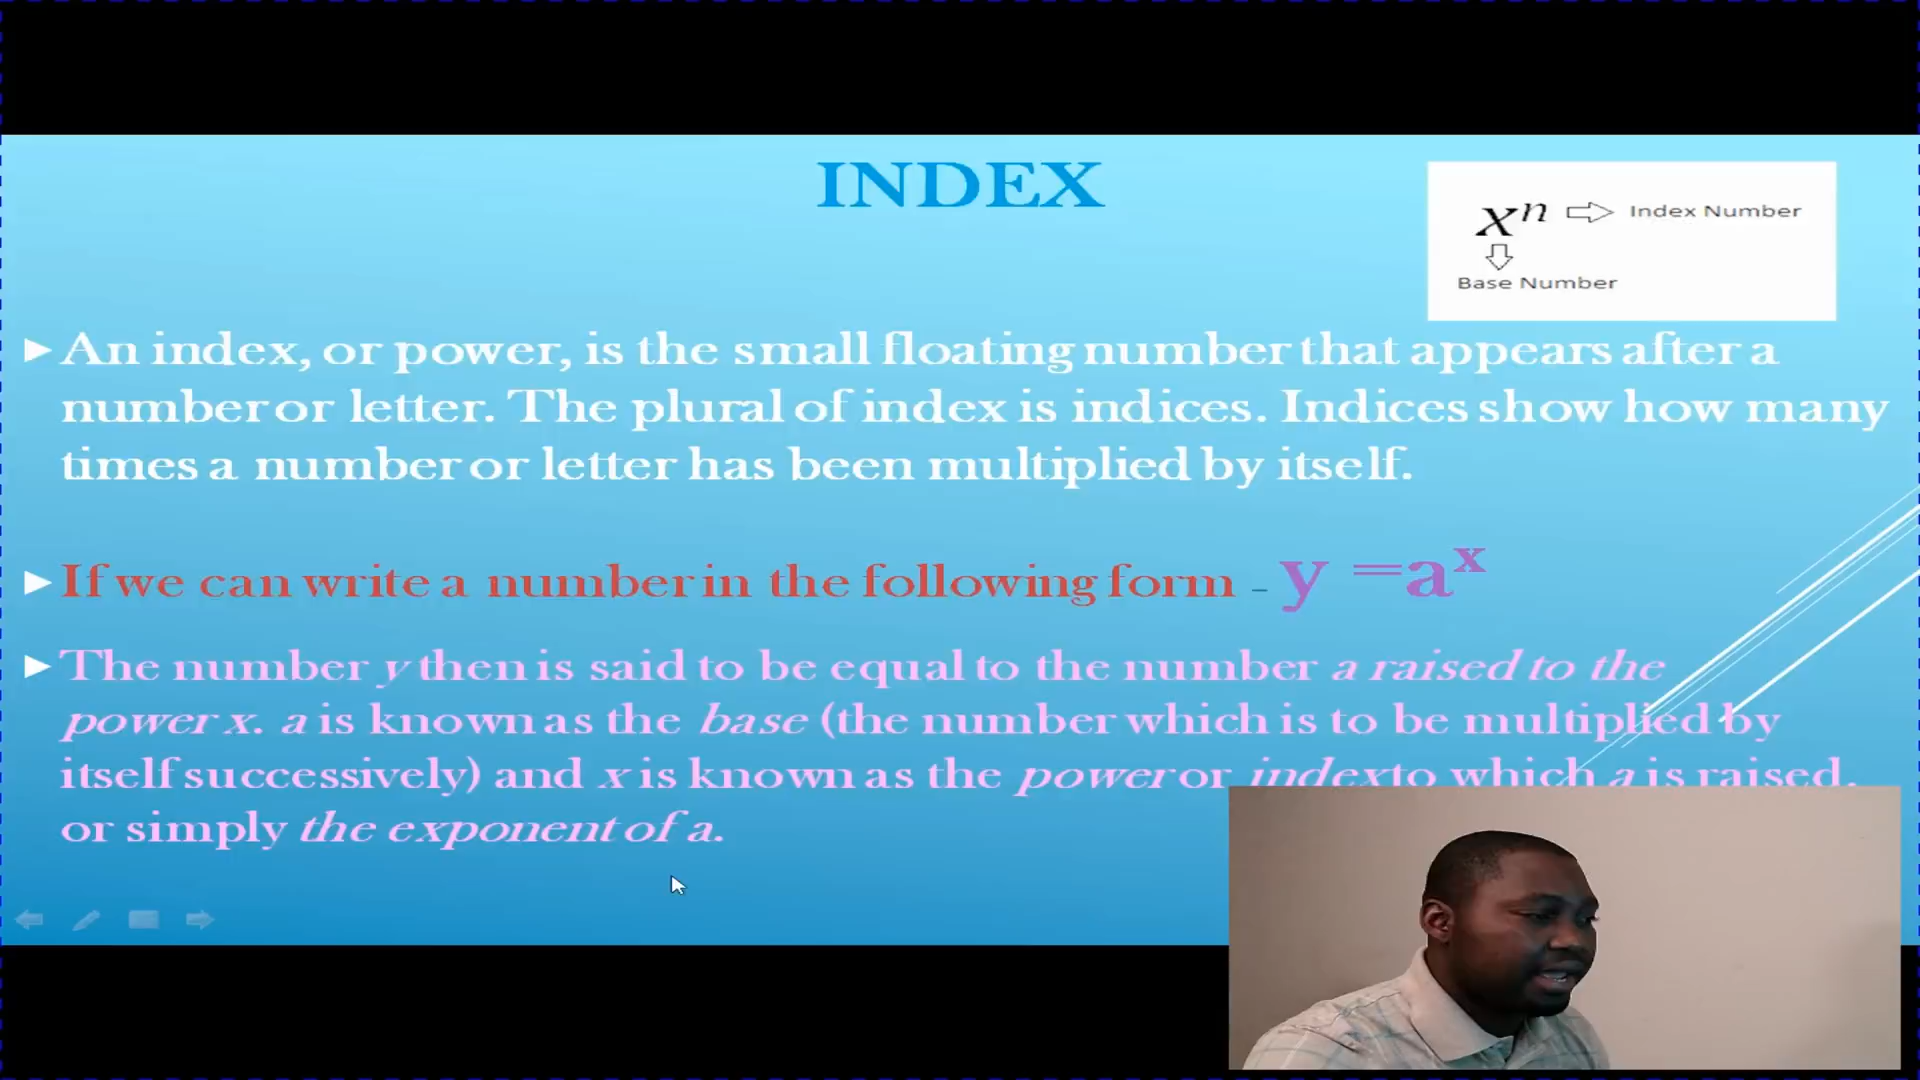 INDEX
xⁿ ⇨ Index Number
Base Number
An index, or power, is the small floating number that appears after a
number or letter. The plural of index is indices. Indices show how many
times a number or letter has been multiplied by itself.
If we can write a number in the following form – y =aˣ
The number y then is said to be equal to the number a raised to the
power x. a is known as the base (the number which is to be multiplied by
itself successively) and x is known as the power or index to which a is raised,
or simply the exponent of a.